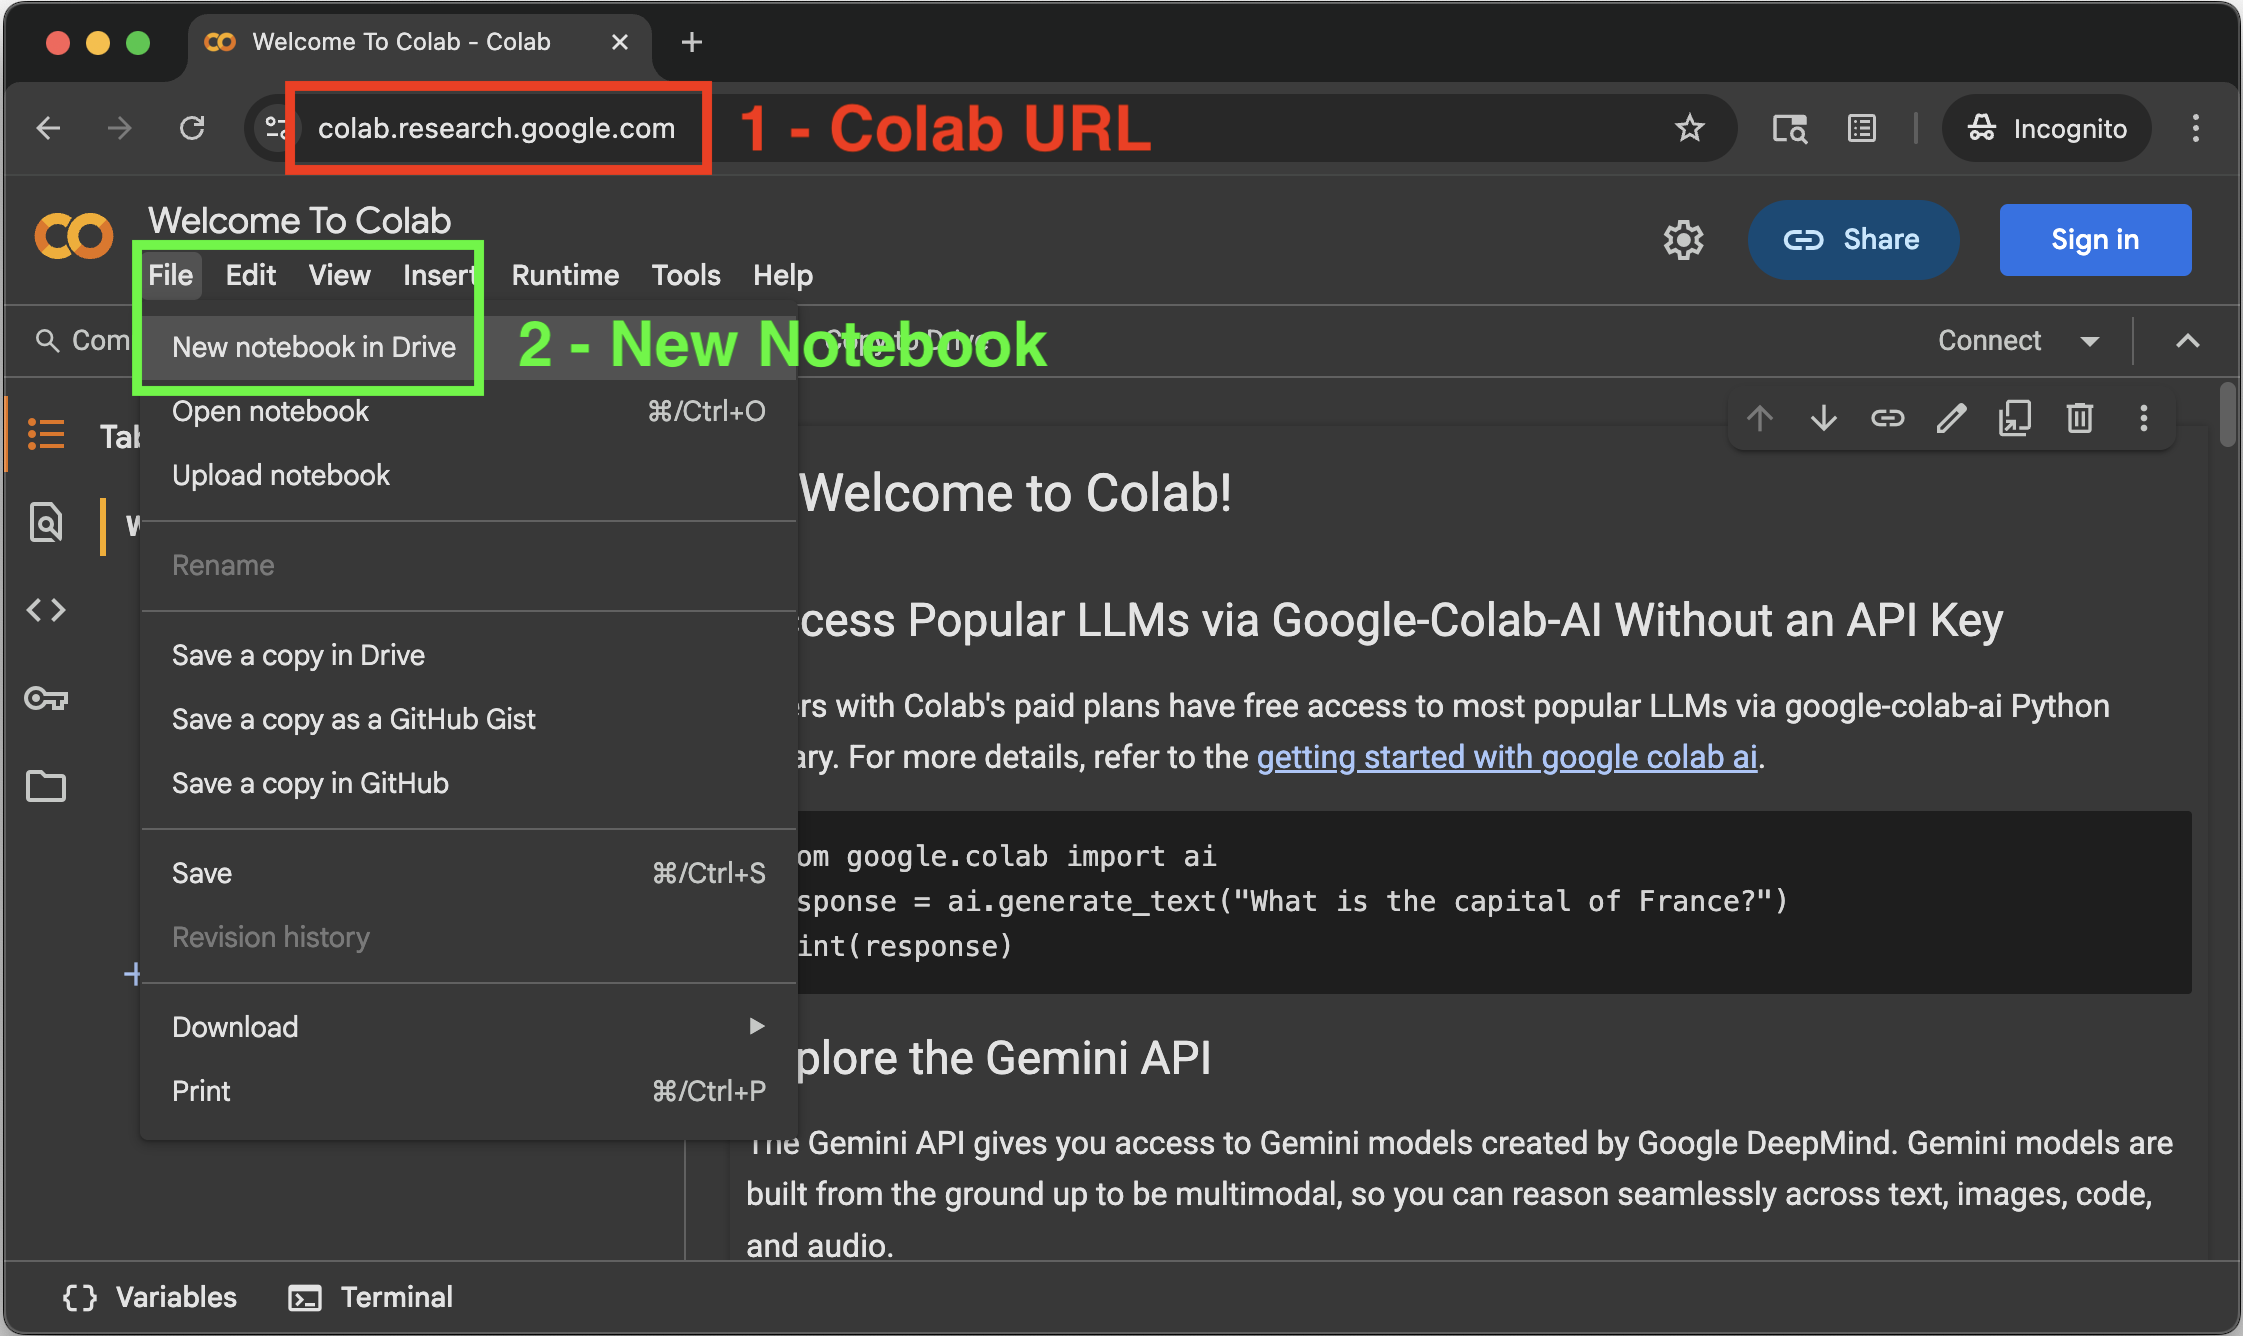 Welcome To Colab - Colab
colab.research.google.com
1 - Colab URL
Incognito
Welcome To Colab
File Edit View Insert Runtime Tools Help
Share
Sign in
Com
New notebook in Drive
2 - New Notebook
Copy to Drive
Connect
Open notebook ⌘/Ctrl+O
Tab
Upload notebook
Welcome to Colab!
Rename
cess Popular LLMs via Google-Colab-AI Without an API Key
Save a copy in Drive
Save a copy as a GitHub Gist
ers with Colab's paid plans have free access to most popular LLMs via google-colab-ai Python
ary. For more details, refer to the getting started with google colab ai.
Save a copy in GitHub
om google.colab import ai
Save ⌘/Ctrl+S
sponse = ai.generate_text("What is the capital of France?")
Revision history
int(response)
Download
plore the Gemini API
Print ⌘/Ctrl+P
The Gemini API gives you access to Gemini models created by Google DeepMind. Gemini models are
built from the ground up to be multimodal, so you can reason seamlessly across text, images, code,
and audio.
Variables
Terminal